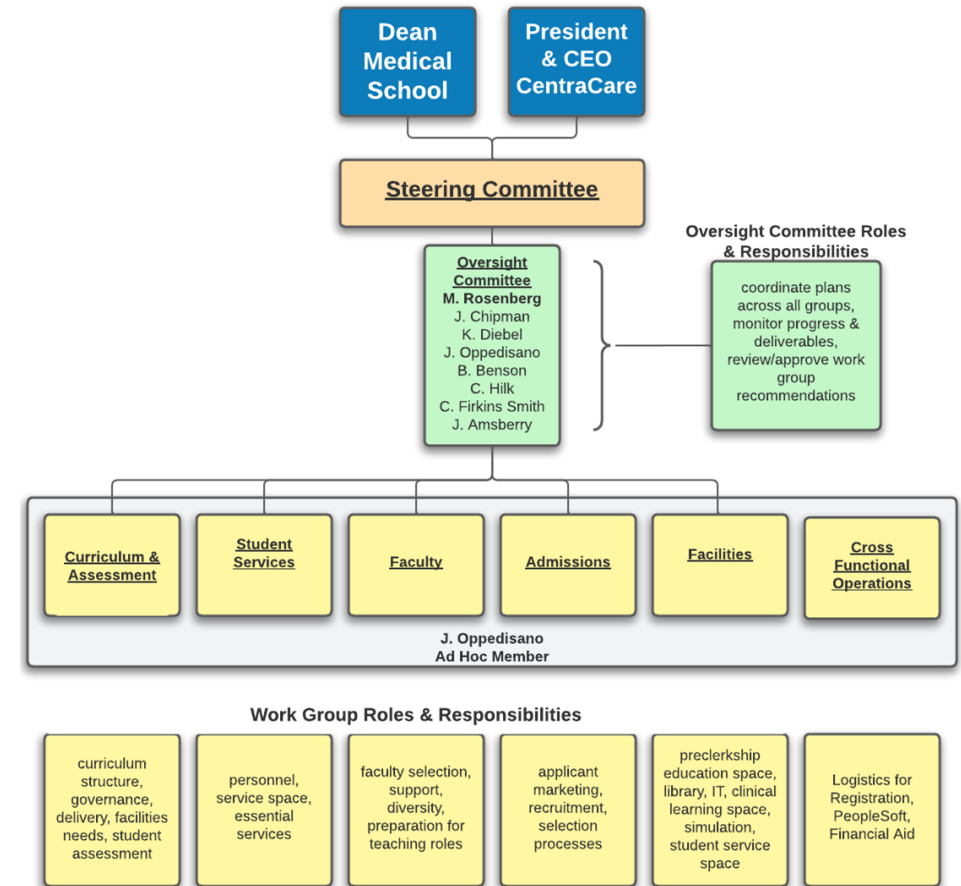 Dean
Medical
School
President
& CEO
CentraCare
Steering Committee
Oversight
Committee
M. Rosenberg
J. Chipman
K. Diebel
J. Oppedisano
B. Benson
C. Hilk
C. Firkins Smith
J. Amsberry
Oversight Committee Roles
& Responsibilities
coordinate plans
across all groups,
monitor progress &
deliverables,
review/approve work
group
recommendations
Curriculum &
Assessment
Student
Services
Faculty
Admissions
Facilities
Cross
Functional
Operations
J. Oppedisano
Ad Hoc Member
Work Group Roles & Responsibilities
curriculum
structure,
governance,
delivery, facilities
needs, student
assessment
personnel,
service space,
essential
services
faculty selection,
support,
diversity,
preparation for
teaching roles
applicant
marketing,
recruitment,
selection
processes
preclerkship
education space,
library, IT, clinical
learning space,
simulation,
student service
space
Logistics for
Registration,
PeopleSoft,
Financial Aid